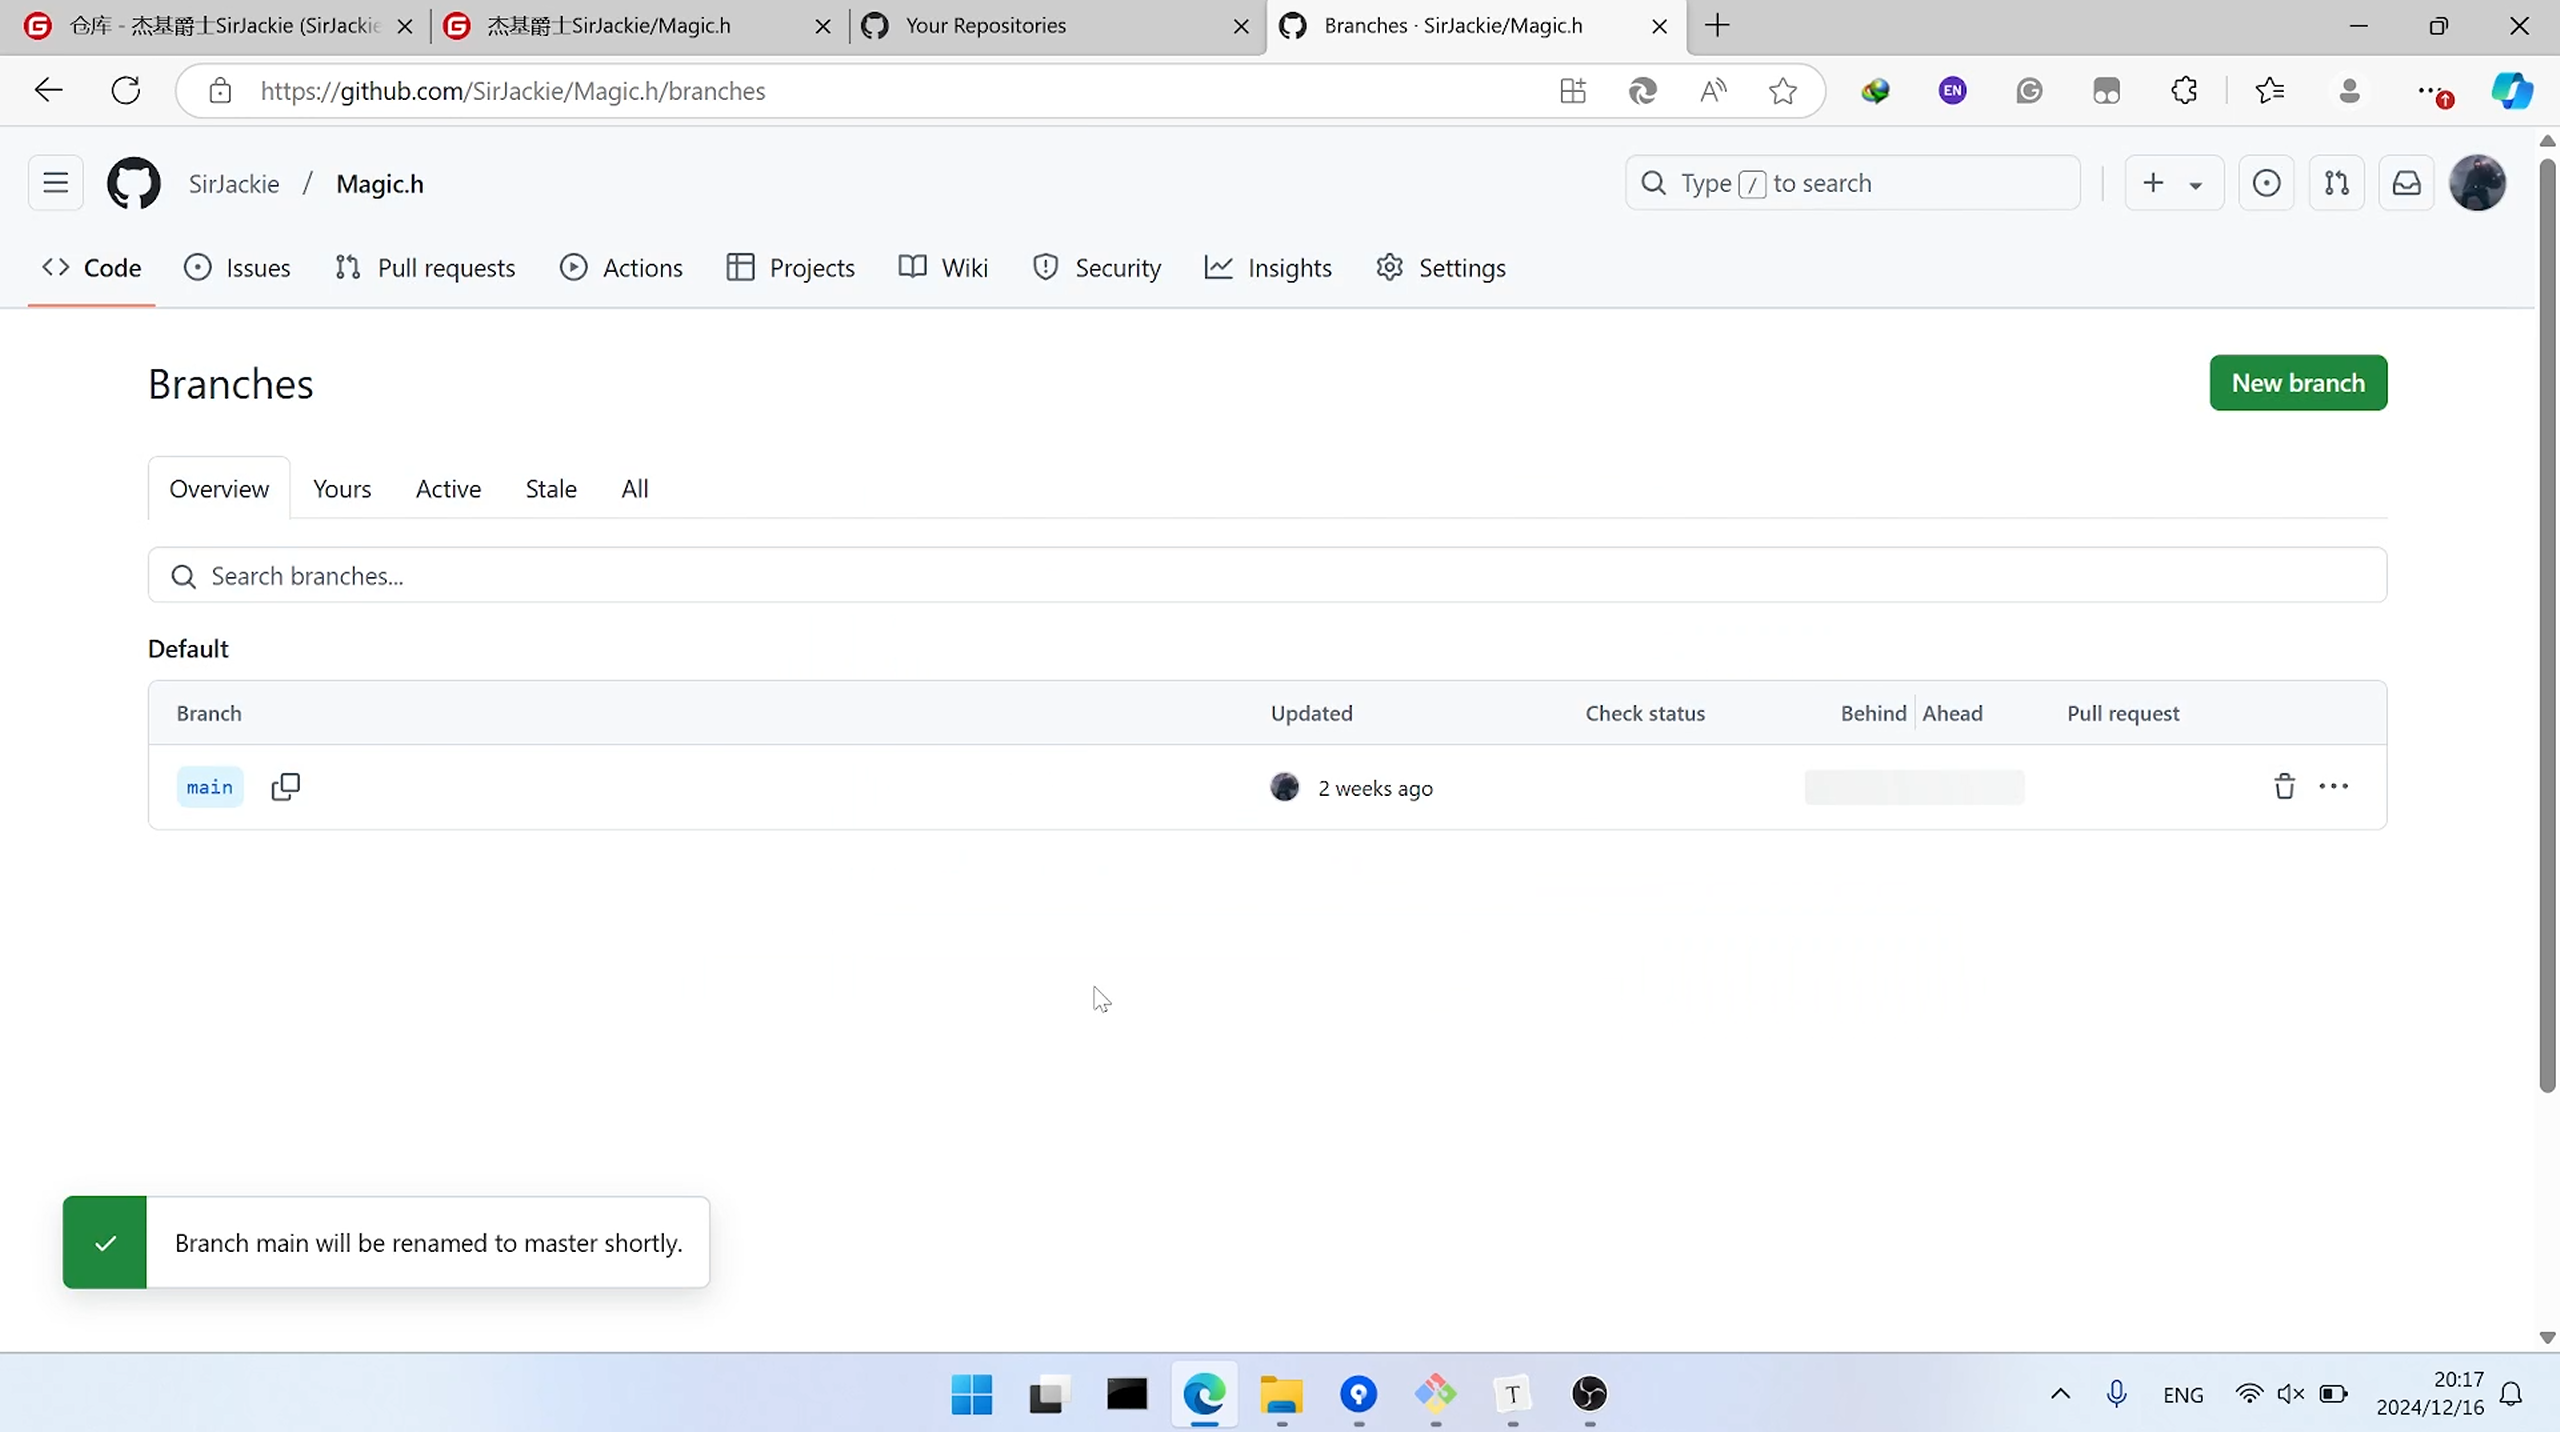 仓库 - 杰基爵士SirJackie (SirJackie
杰基爵士SirJackie/Magic.h
Your Repositories
Branches · SirJackie/Magic.h
https://github.com/SirJackie/Magic.h/branches
EN
SirJackie / Magic.h
Type / to search
Code
Issues
Pull requests
Actions
Projects
Wiki
Security
Insights
Settings
Branches
New branch
Overview
Yours
Active
Stale
All
Search branches...
Default
Branch
Updated
Check status
Behind
Ahead
Pull request
main
2 weeks ago
Branch main will be renamed to master shortly.
T
ENG
20:17
2024/12/16